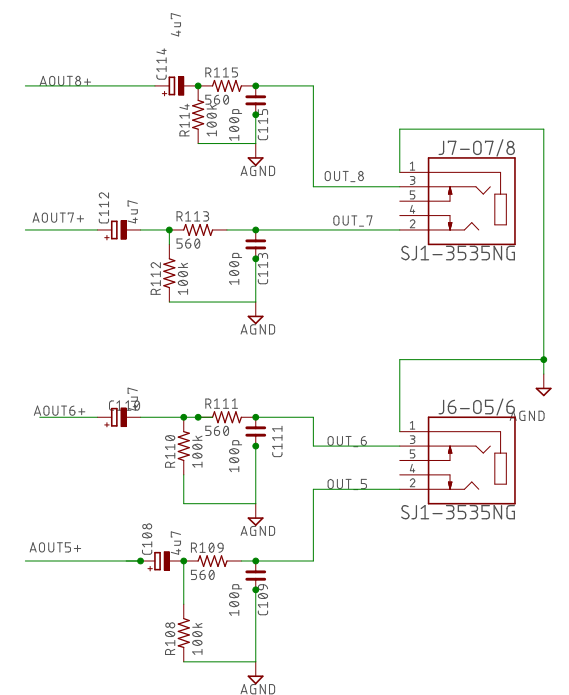 4u7
C114
R115
AOUT8+
560
R114
100k
100p
C115
AGND
J7-O7/8
1
OUT_8
3
5
4
2
SJ1-3535NG
C112
4u7
AOUT7+
R113
OUT_7
560
R112
100k
100p
C113
AGND
AGND
J6-O5/6
C110
4u7
AOUT6+
R111
560
R110
100k
100p
C111
1
OUT_6
3
5
4
OUT_5
2
SJ1-3535NG
AGND
C108
4u7
AOUT5+
R109
560
100p
C109
R108
100k
AGND